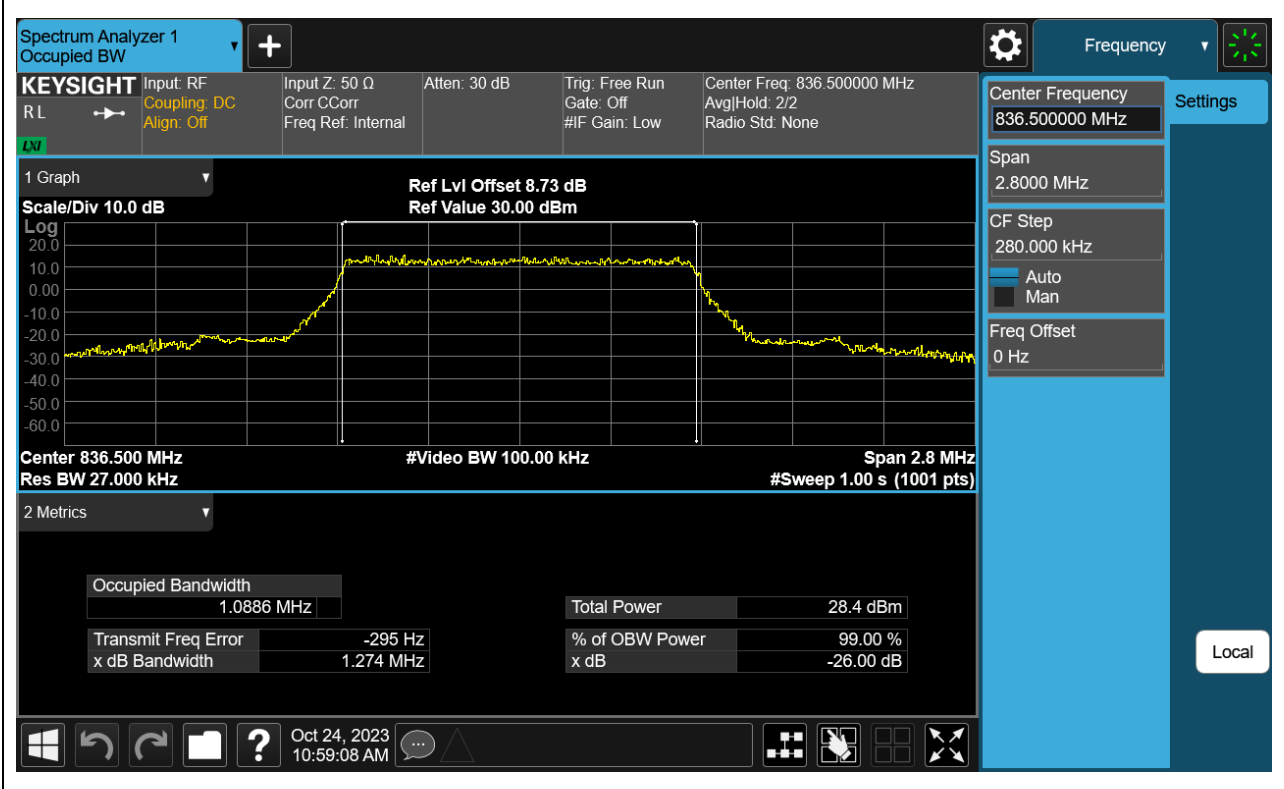 Spectrum Analyzer 1
Occupied BW
+
Frequency
KEYSIGHT
R L
LXI
Input: RF
Coupling: DC
Align: Off
Input Z: 50 Ω
Corr CCorr
Freq Ref: Internal
Atten: 30 dB
Trig: Free Run
Gate: Off
#IF Gain: Low
Center Freq: 836.500000 MHz
Avg|Hold: 2/2
Radio Std: None
Center Frequency
836.500000 MHz
Settings
Span
2.8000 MHz
CF Step
280.000 kHz
Auto
Man
Freq Offset
0 Hz
Local
1 Graph
Scale/Div 10.0 dB
Ref Lvl Offset 8.73 dB
Ref Value 30.00 dBm
Log
20.0
10.0
0.00
-10.0
-20.0
-30.0
-40.0
-50.0
-60.0
Center 836.500 MHz
#Video BW 100.00 kHz
Span 2.8 MHz
Res BW 27.000 kHz
#Sweep 1.00 s (1001 pts)
2 Metrics
Occupied Bandwidth
1.0886 MHz
Total Power 28.4 dBm
Transmit Freq Error -295 Hz
% of OBW Power 99.00 %
x dB Bandwidth 1.274 MHz
x dB -26.00 dB
?
Oct 24, 2023
10:59:08 AM